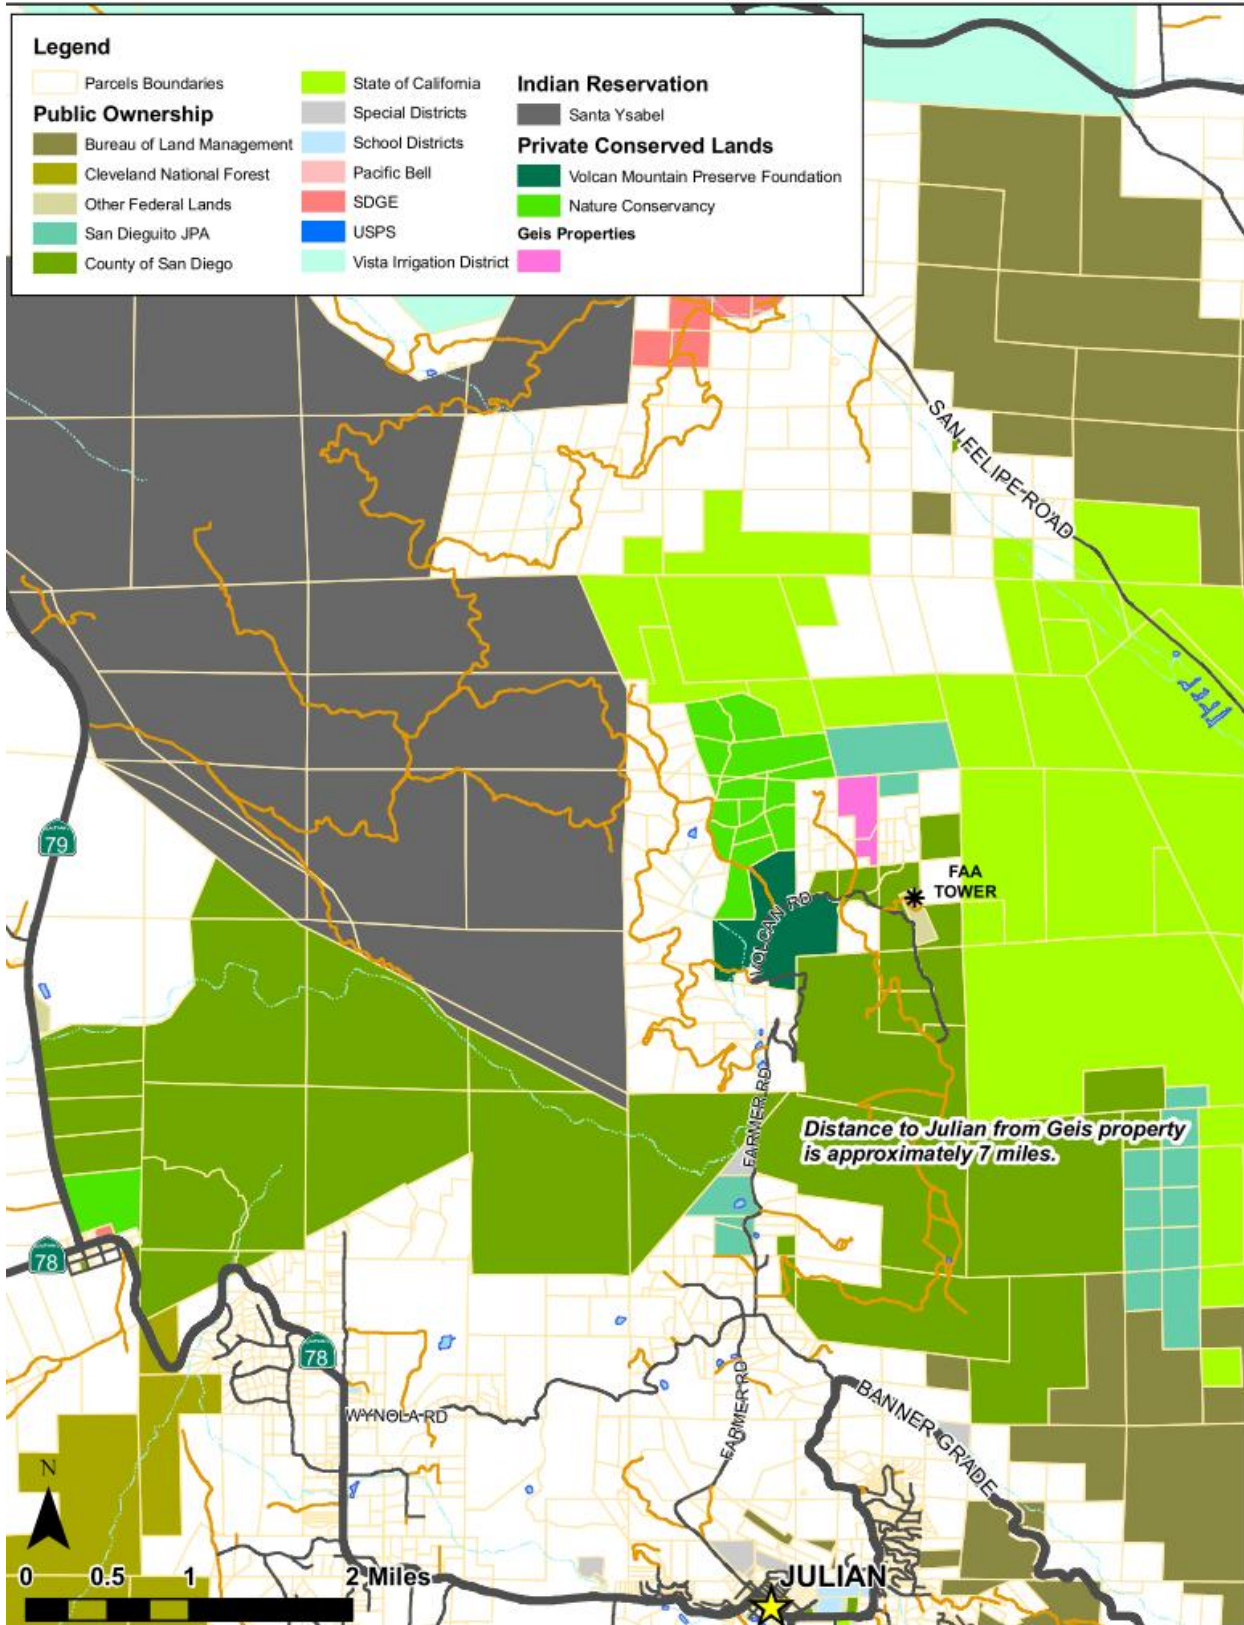 Legend
Parcels Boundaries
Public Ownership
Bureau of Land Management
Cleveland National Forest
Other Federal Lands
San Dieguito JPA
County of San Diego
State of California
Special Districts
School Districts
Pacific Bell
SDGE
USPS
Vista Irrigation District
Indian Reservation
Santa Ysabel
Private Conserved Lands
Volcan Mountain Preserve Foundation
Nature Conservancy
Geis Properties
SAN FELIPE ROAD
79
FAA
TOWER
VOLCAN RD
FARMER RD
Distance to Julian from Geis property
is approximately 7 miles.
78
78
WYNOLA RD
FARMER RD
BANNER GRADE
N
0 0.5 1 2 Miles
JULIAN